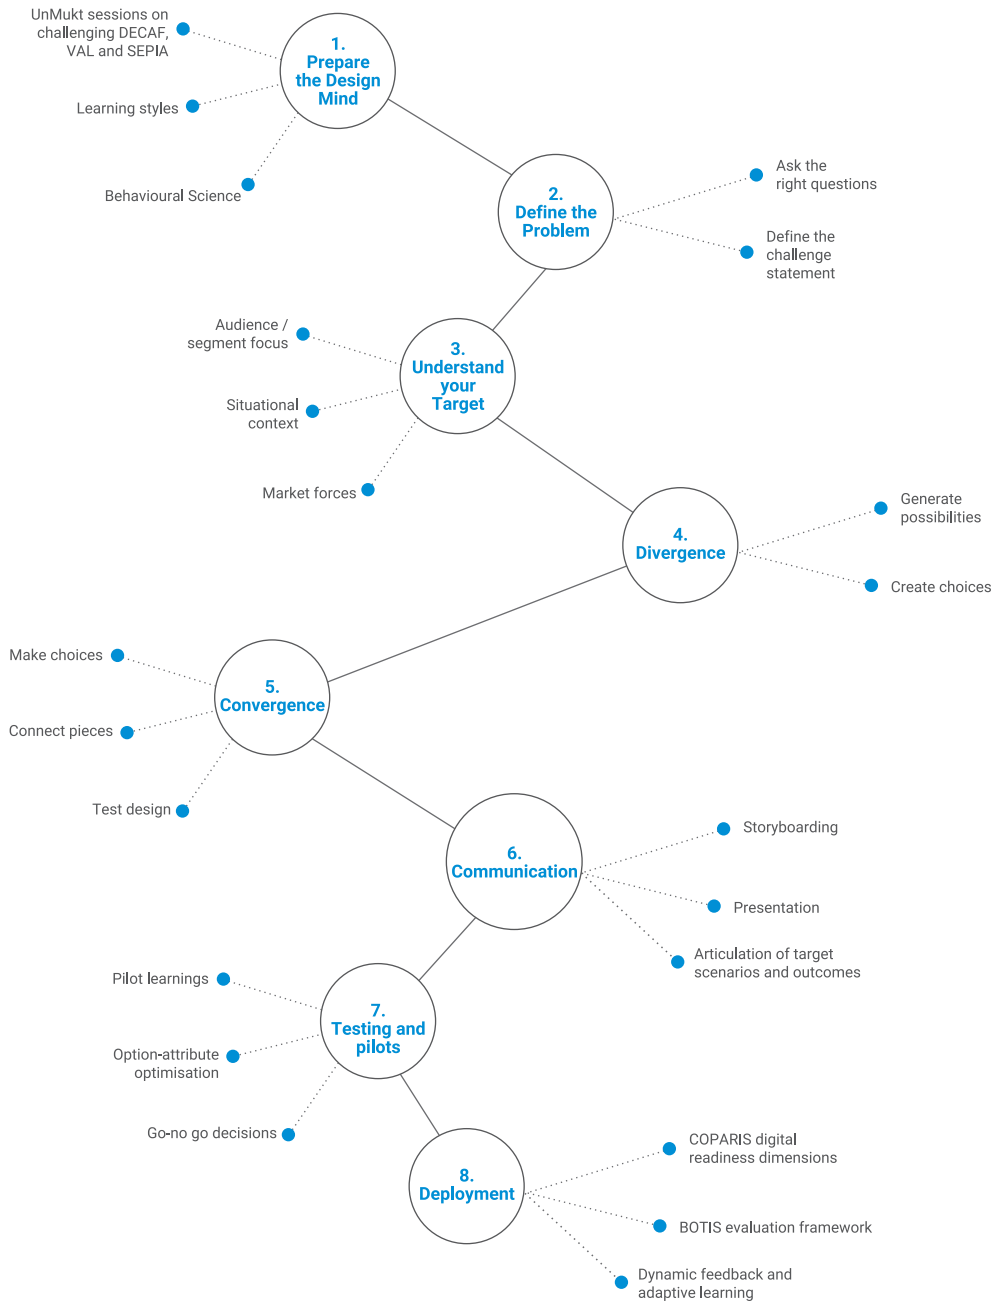 UnMukt sessions on
challenging DECAF,
VAL and SEPIA
Learning styles
Behavioural Science
1.
Prepare
the Design
Mind
2.
Define the
Problem
Ask the
right questions
Define the
challenge
statement
Audience /
segment focus
Situational
context
Market forces
3.
Understand
your
Target
4.
Divergence
Generate
possibilities
Create choices
Make choices
Connect pieces
Test design
5.
Convergence
6.
Communication
Storyboarding
Presentation
Articulation of target
scenarios and outcomes
Pilot learnings
Option-attribute
optimisation
Go-no go decisions
7.
Testing and
pilots
8.
Deployment
COPARIS digital
readiness dimensions
BOTIS evaluation framework
Dynamic feedback and
adaptive learning